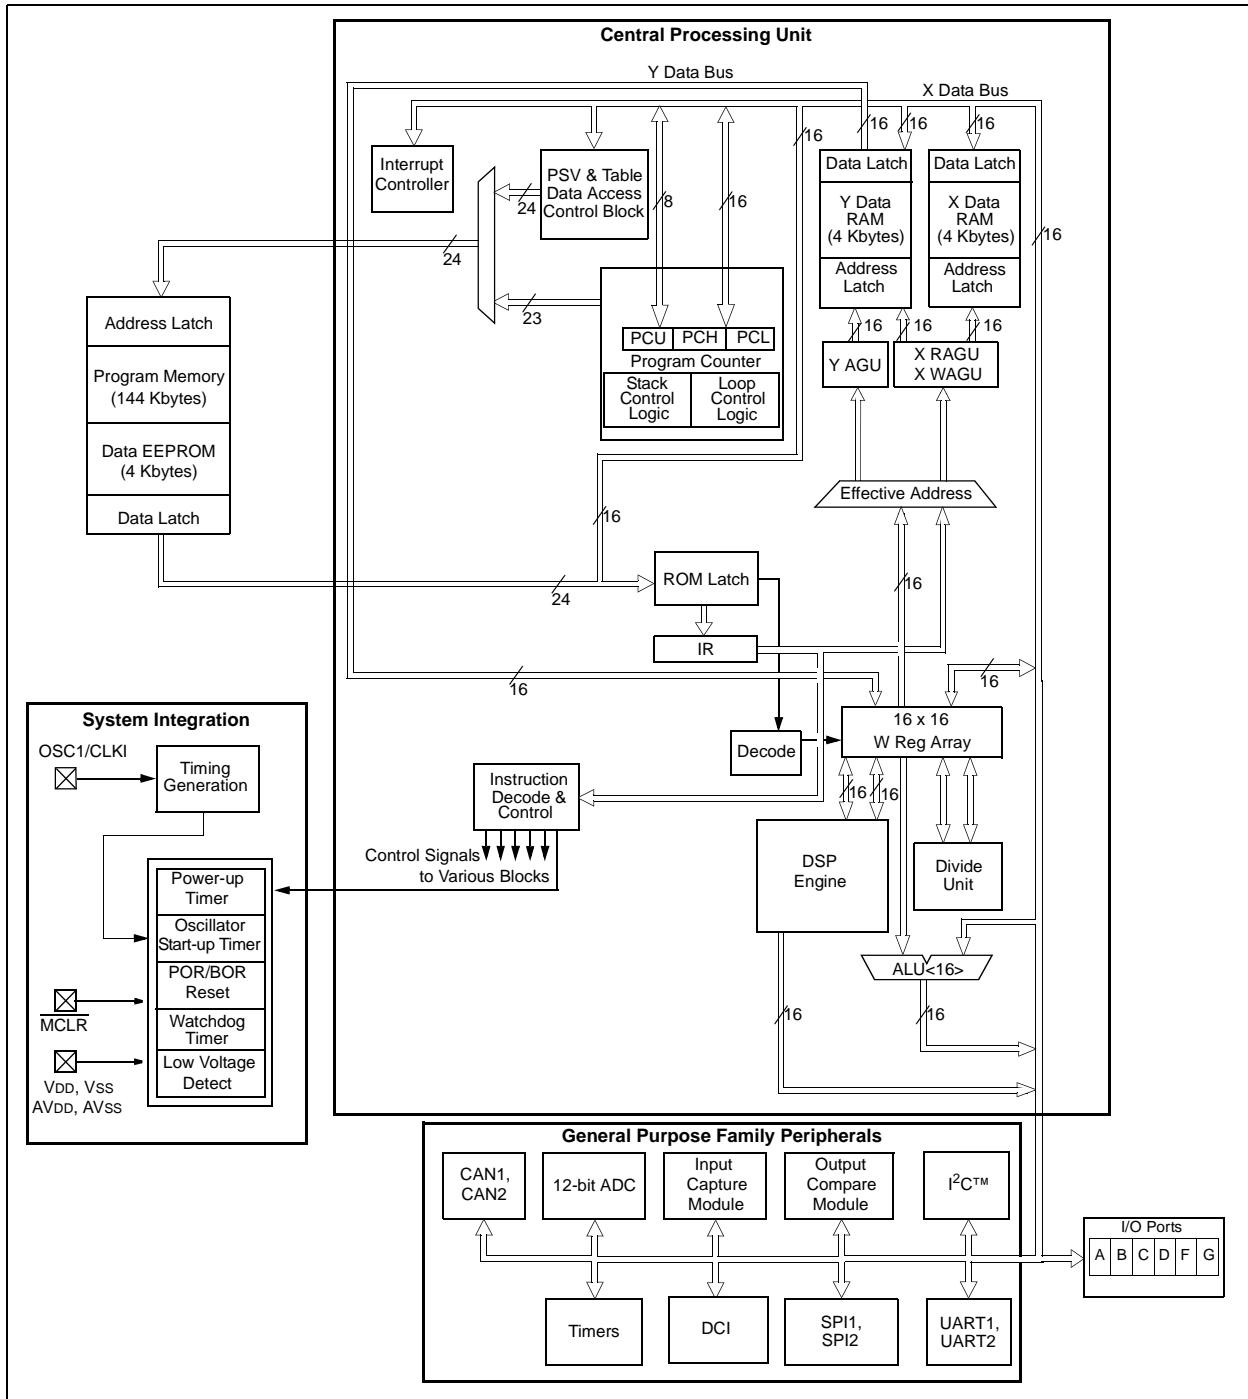 Central Processing Unit
Y Data Bus
X Data Bus
16
16
16
16
Interrupt
Controller
PSV & Table
Data Access
Control Block
24
8
16
Data Latch
Y Data
RAM
(4 Kbytes)
Address
Latch
Data Latch
X Data
RAM
(4 Kbytes)
Address
Latch
16
24
23
16
16
16
Address Latch
Program Memory
(144 Kbytes)
Data EEPROM
(4 Kbytes)
Data Latch
PCU
PCH
PCL
Program Counter
Stack
Control
Logic
Loop
Control
Logic
Y AGU
X RAGU
X WAGU
Effective Address
16
24
ROM Latch
16
IR
16
16
System Integration
OSC1/CLKI
Timing
Generation
Decode
16 x 16
W Reg Array
Instruction
Decode &
Control
16
16
Control Signals
to Various Blocks
DSP
Engine
Divide
Unit
Power-up
Timer
Oscillator
Start-up Timer
POR/BOR
Reset
Watchdog
Timer
Low Voltage
Detect
MCLR
VDD, VSS
AVDD, AVSS
ALU<16>
16
16
General Purpose Family Peripherals
CAN1,
CAN2
12-bit ADC
Input
Capture
Module
Output
Compare
Module
I²C™
I/O Ports
A B C D F G
Timers
DCI
SPI1,
SPI2
UART1,
UART2